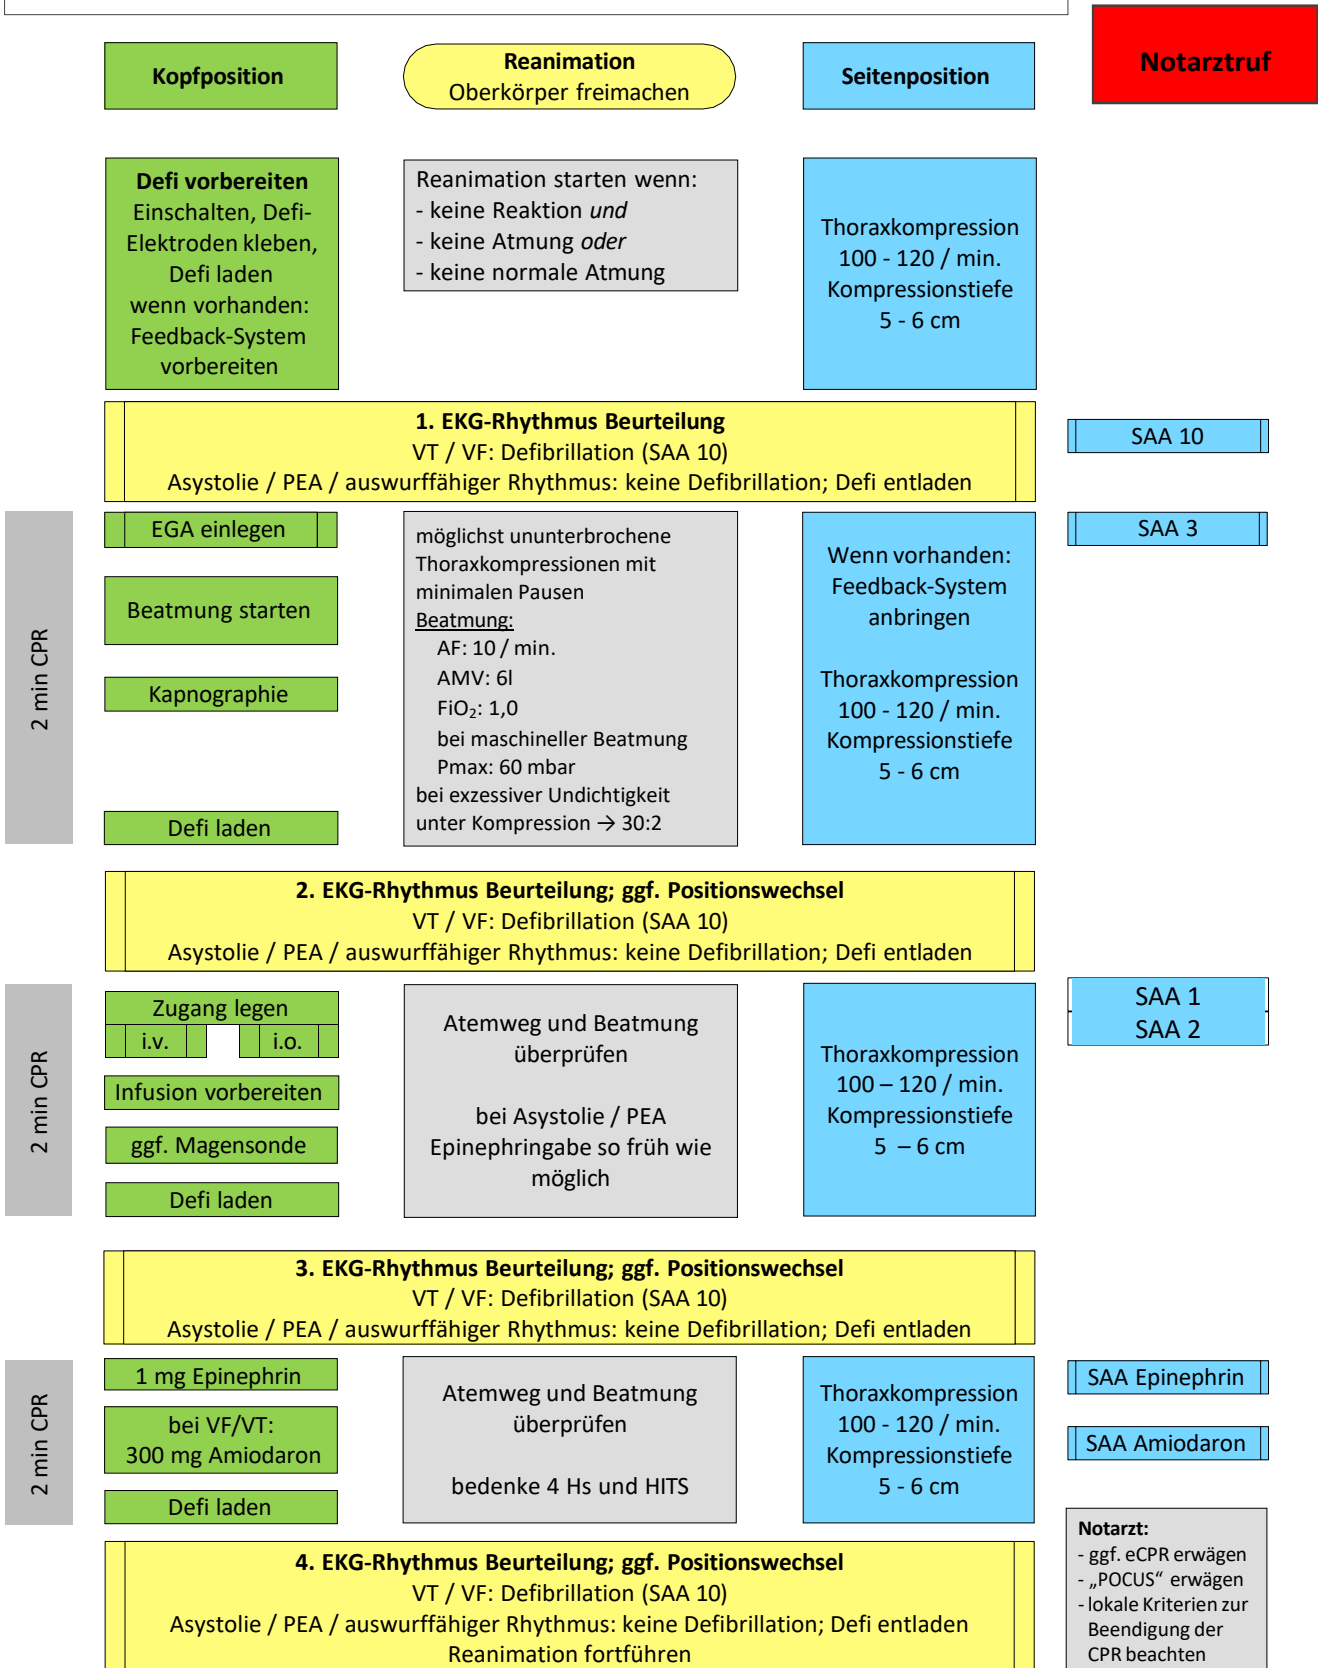 Kopfposition
Reanimation
Oberkörper freimachen
Seitenposition
Notarztruf
Defi vorbereiten
Einschalten, Defi-
Elektroden kleben,
Defi laden
wenn vorhanden:
Feedback-System
vorbereiten
Reanimation starten wenn:
- keine Reaktion und
- keine Atmung oder
- keine normale Atmung
Thoraxkompression
100 - 120 / min.
Kompressionstiefe
5 - 6 cm
1. EKG-Rhythmus Beurteilung
VT / VF: Defibrillation (SAA 10)
Asystolie / PEA / auswurffähiger Rhythmus: keine Defibrillation; Defi entladen
SAA 10
2 min CPR
EGA einlegen
Beatmung starten
Kapnographie
Defi laden
möglichst ununterbrochene
Thoraxkompressionen mit
minimalen Pausen
Beatmung:
AF: 10 / min.
AMV: 6l
FiO₂: 1,0
bei maschineller Beatmung
Pmax: 60 mbar
bei exzessiver Undichtigkeit
unter Kompression → 30:2
Wenn vorhanden:
Feedback-System
anbringen
Thoraxkompression
100 - 120 / min.
Kompressionstiefe
5 - 6 cm
SAA 3
2. EKG-Rhythmus Beurteilung; ggf. Positionswechsel
VT / VF: Defibrillation (SAA 10)
Asystolie / PEA / auswurffähiger Rhythmus: keine Defibrillation; Defi entladen
2 min CPR
Zugang legen
i.v.
i.o.
Infusion vorbereiten
ggf. Magensonde
Defi laden
Atemweg und Beatmung
überprüfen
bei Asystolie / PEA
Epinephringabe so früh wie
möglich
Thoraxkompression
100 – 120 / min.
Kompressionstiefe
5 – 6 cm
SAA 1
SAA 2
3. EKG-Rhythmus Beurteilung; ggf. Positionswechsel
VT / VF: Defibrillation (SAA 10)
Asystolie / PEA / auswurffähiger Rhythmus: keine Defibrillation; Defi entladen
2 min CPR
1 mg Epinephrin
bei VF/VT:
300 mg Amiodaron
Defi laden
Atemweg und Beatmung
überprüfen
bedenke 4 Hs und HITS
Thoraxkompression
100 - 120 / min.
Kompressionstiefe
5 - 6 cm
SAA Epinephrin
SAA Amiodaron
4. EKG-Rhythmus Beurteilung; ggf. Positionswechsel
VT / VF: Defibrillation (SAA 10)
Asystolie / PEA / auswurffähiger Rhythmus: keine Defibrillation; Defi entladen
Reanimation fortführen
Notarzt:
- ggf. eCPR erwägen
- „POCUS“ erwägen
- lokale Kriterien zur
Beendigung der
CPR beachten